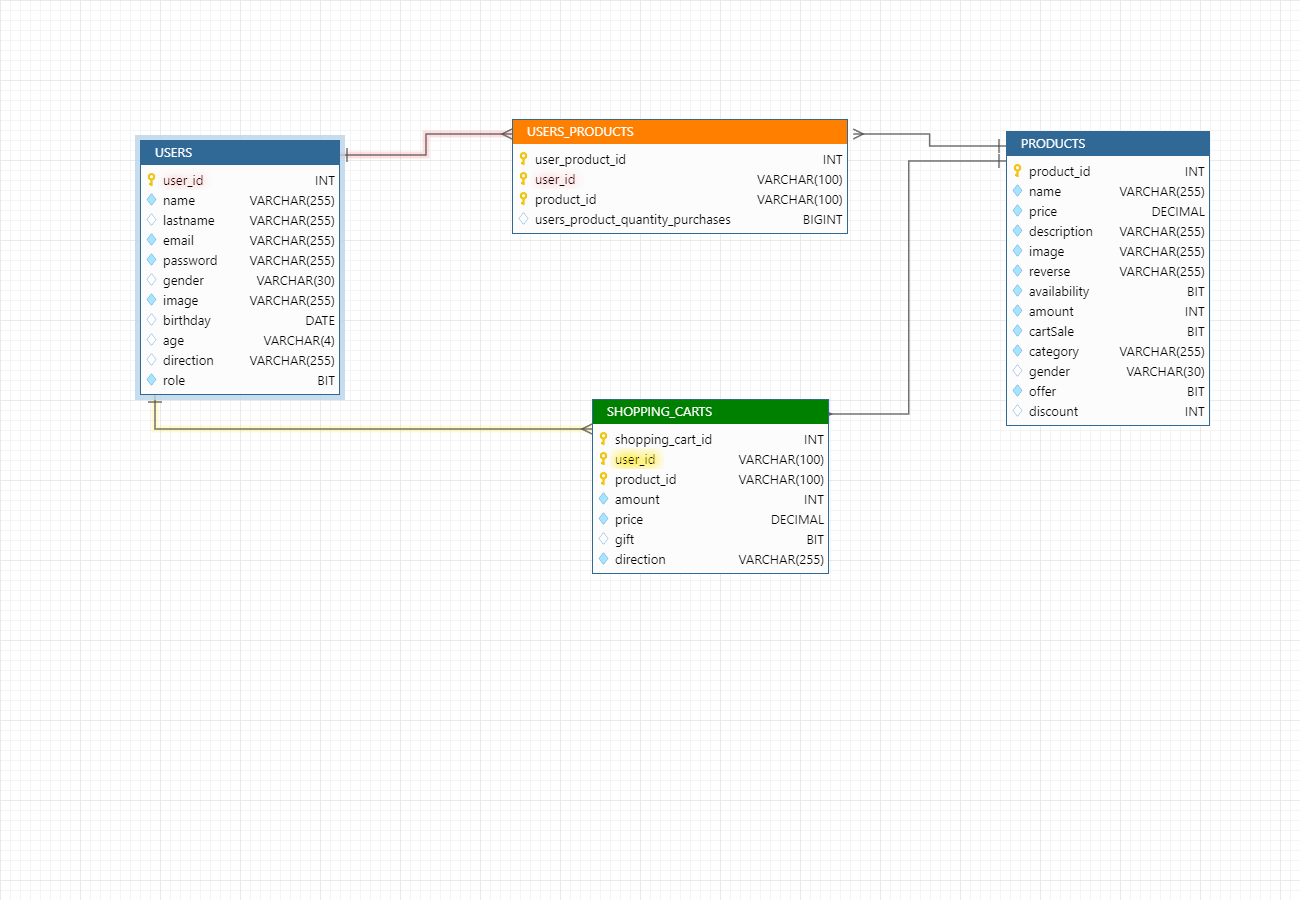 USERS
user_id INT
name VARCHAR(255)
lastname VARCHAR(255)
email VARCHAR(255)
password VARCHAR(255)
gender VARCHAR(30)
image VARCHAR(255)
birthday DATE
age VARCHAR(4)
direction VARCHAR(255)
role BIT
USERS_PRODUCTS
user_product_id INT
user_id VARCHAR(100)
product_id VARCHAR(100)
users_product_quantity_purchases BIGINT
PRODUCTS
product_id INT
name VARCHAR(255)
price DECIMAL
description VARCHAR(255)
image VARCHAR(255)
reverse VARCHAR(255)
availability BIT
amount INT
cartSale BIT
category VARCHAR(255)
gender VARCHAR(30)
offer BIT
discount INT
SHOPPING_CARTS
shopping_cart_id INT
user_id VARCHAR(100)
product_id VARCHAR(100)
amount INT
price DECIMAL
gift BIT
direction VARCHAR(255)